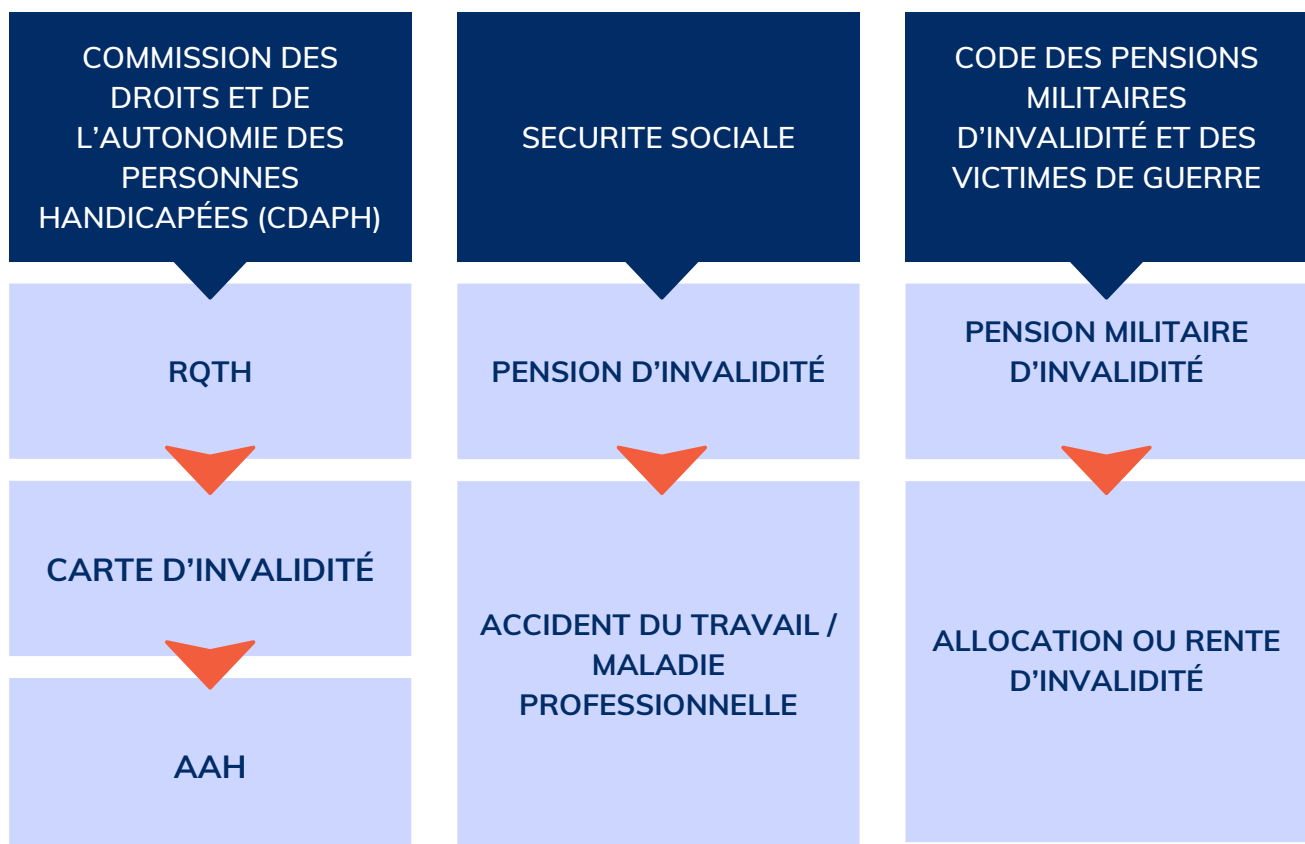 COMMISSION DES
DROITS ET DE
L'AUTONOMIE DES
PERSONNES
HANDICAPÉES (CDAPH)
RQTH
CARTE D'INVALIDITÉ
AAH
SECURITE SOCIALE
PENSION D'INVALIDITÉ
ACCIDENT DU TRAVAIL /
MALADIE
PROFESSIONNELLE
CODE DES PENSIONS
MILITAIRES
D'INVALIDITÉ ET DES
VICTIMES DE GUERRE
PENSION MILITAIRE
D'INVALIDITÉ
ALLOCATION OU RENTE
D'INVALIDITÉ